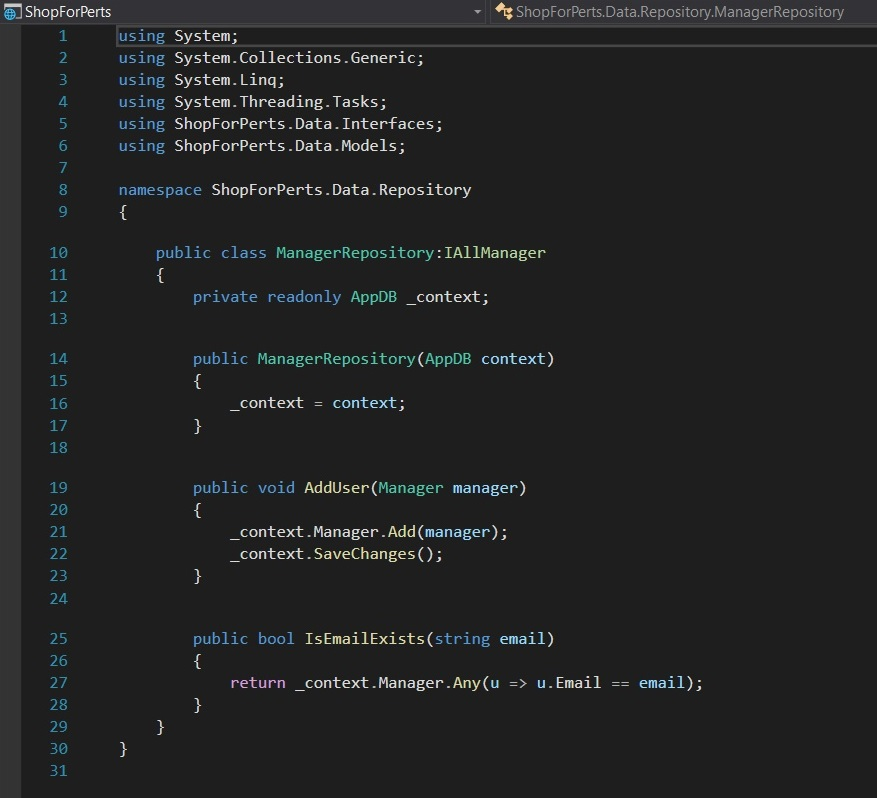 ShopForPerts ShopForPerts.Data.Repository.ManagerRepository
1 using System;
2 using System.Collections.Generic;
3 using System.Linq;
4 using System.Threading.Tasks;
5 using ShopForPerts.Data.Interfaces;
6 using ShopForPerts.Data.Models;
7
8 namespace ShopForPerts.Data.Repository
9 {
10 public class ManagerRepository:IAllManager
11 {
12 private readonly AppDB _context;
13
14 public ManagerRepository(AppDB context)
15 {
16 _context = context;
17 }
18
19 public void AddUser(Manager manager)
20 {
21 _context.Manager.Add(manager);
22 _context.SaveChanges();
23 }
24
25 public bool IsEmailExists(string email)
26 {
27 return _context.Manager.Any(u => u.Email == email);
28 }
29 }
30 }
31